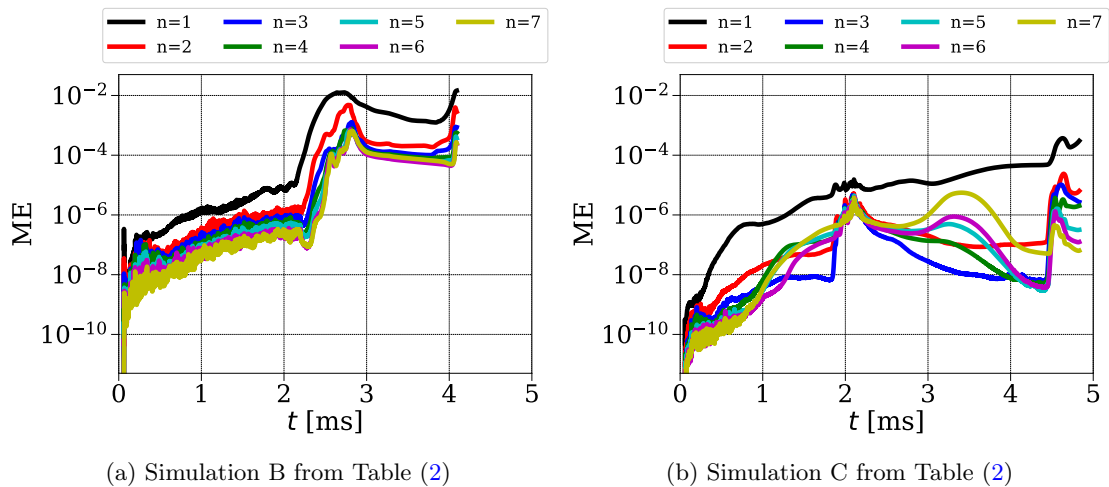 n=1 n=3 n=5 n=7
n=2 n=4 n=6
10⁻²
10⁻⁴
10⁻⁶
10⁻⁸
10⁻¹⁰
ME
0 1 2 3 4 5
t [ms]
(a) Simulation B from Table (2)
n=1 n=3 n=5 n=7
n=2 n=4 n=6
10⁻²
10⁻⁴
10⁻⁶
10⁻⁸
10⁻¹⁰
ME
0 1 2 3 4 5
t [ms]
(b) Simulation C from Table (2)